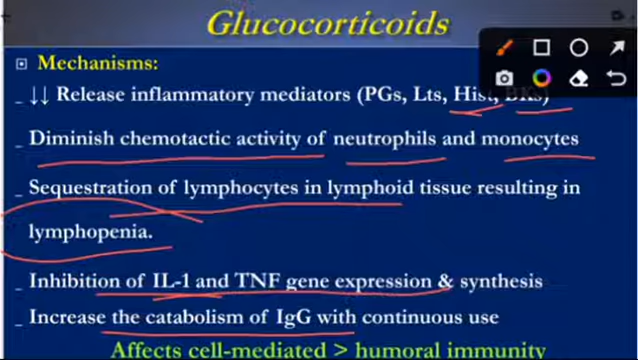 Glucocorticoids
Mechanisms:
_ ↓↓ Release inflammatory mediators (PGs, Lts, Hist, BKs)
_ Diminish chemotactic activity of neutrophils and monocytes
_ Sequestration of lymphocytes in lymphoid tissue resulting in
lymphopenia.
_ Inhibition of IL-1 and TNF gene expression & synthesis
_ Increase the catabolism of IgG with continuous use
Affects cell-mediated > humoral immunity